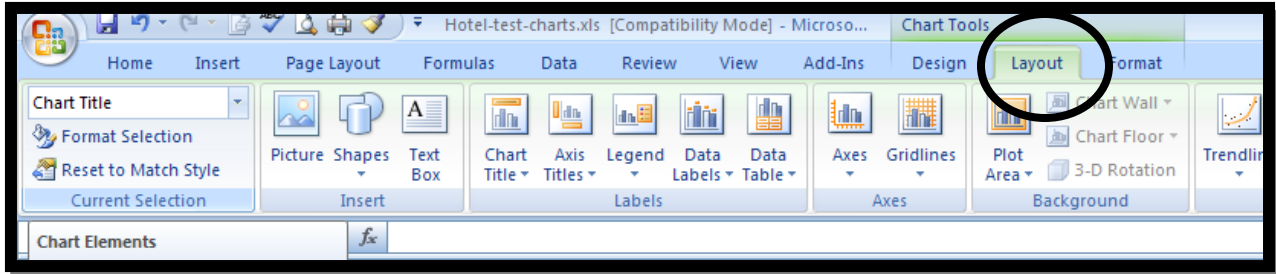 Hotel-test-charts.xls [Compatibility Mode] - Microso... Chart Tools
Home Insert Page Layout Formulas Data Review View Add-Ins Design Layout Format
Chart Title
Format Selection
Reset to Match Style
Current Selection
Picture Shapes Text Box
Insert
Chart Title Axis Titles Legend Data Labels Data Table
Labels
Axes Gridlines
Axes
Plot Area
Chart Wall
Chart Floor
3-D Rotation
Background
Trendlin
Chart Elements
fx